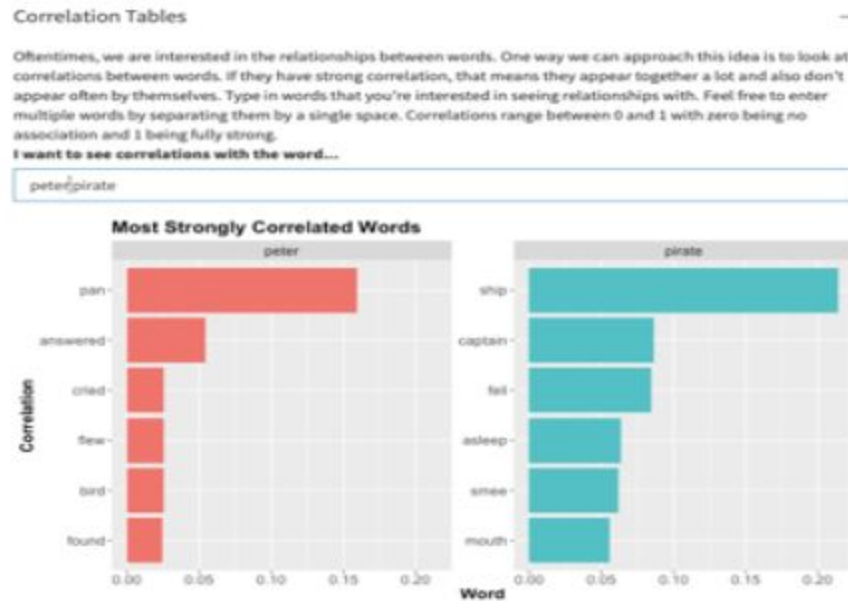 Correlation Tables
Oftentimes, we are interested in the relationships between words. One way we can approach this idea is to look at
correlations between words. If they have strong correlation, that means they appear together a lot and also don't
appear often by themselves. Type in words that you're interested in seeing relationships with. Feel free to enter
multiple words by separating them by a single space. Correlations range between 0 and 1 with zero being no
association and 1 being fully strong.
I want to see correlations with the word...
peter pirate
Most Strongly Correlated Words
peter
pirate
pan
answered
cried
flew
bird
found
ship
captain
fell
asleep
smee
mouth
Correlation
0.00 0.05 0.10 0.15 0.20
0.00 0.05 0.10 0.15 0.20
Word